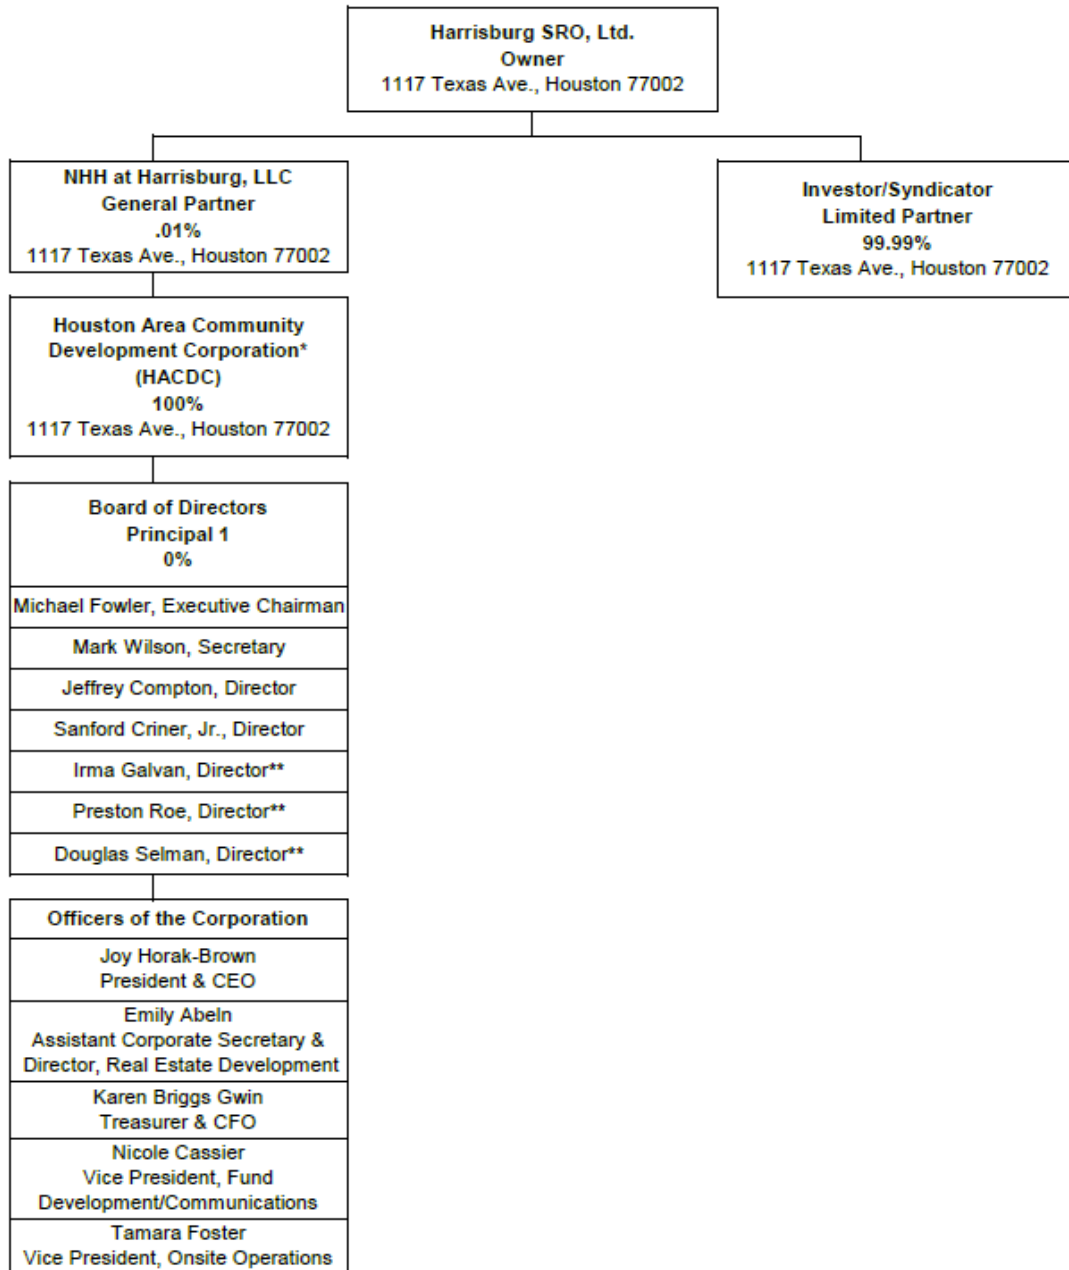 Harrisburg SRO, Ltd.
Owner
1117 Texas Ave., Houston 77002
NHH at Harrisburg, LLC
General Partner
.01%
1117 Texas Ave., Houston 77002
Investor/Syndicator
Limited Partner
99.99%
1117 Texas Ave., Houston 77002
Houston Area Community
Development Corporation*
(HACDC)
100%
1117 Texas Ave., Houston 77002
Board of Directors
Principal 1
0%
Michael Fowler, Executive Chairman
Mark Wilson, Secretary
Jeffrey Compton, Director
Sanford Criner, Jr., Director
Irma Galvan, Director**
Preston Roe, Director**
Douglas Selman, Director**
Officers of the Corporation
Joy Horak-Brown
President & CEO
Emily Abeln
Assistant Corporate Secretary &
Director, Real Estate Development
Karen Briggs Gwin
Treasurer & CFO
Nicole Cassier
Vice President, Fund
Development/Communications
Tamara Foster
Vice President, Onsite Operations